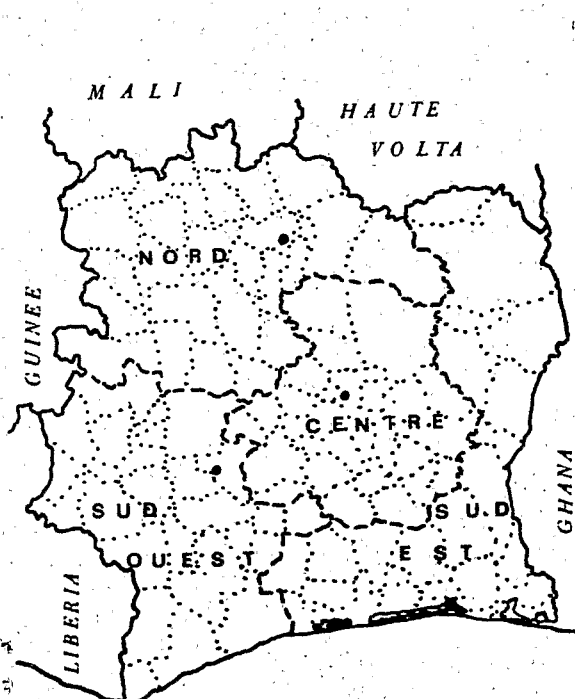 MALI
HAUTE
VOLTA
NORD
GUINEE
CENTRE
GHANA
SUD
OUEST
SUD
EST
LIBERIA